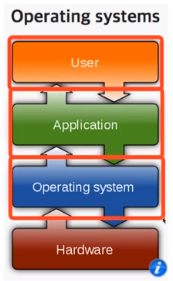 Operating systems
User
Application
Operating system
Hardware
i